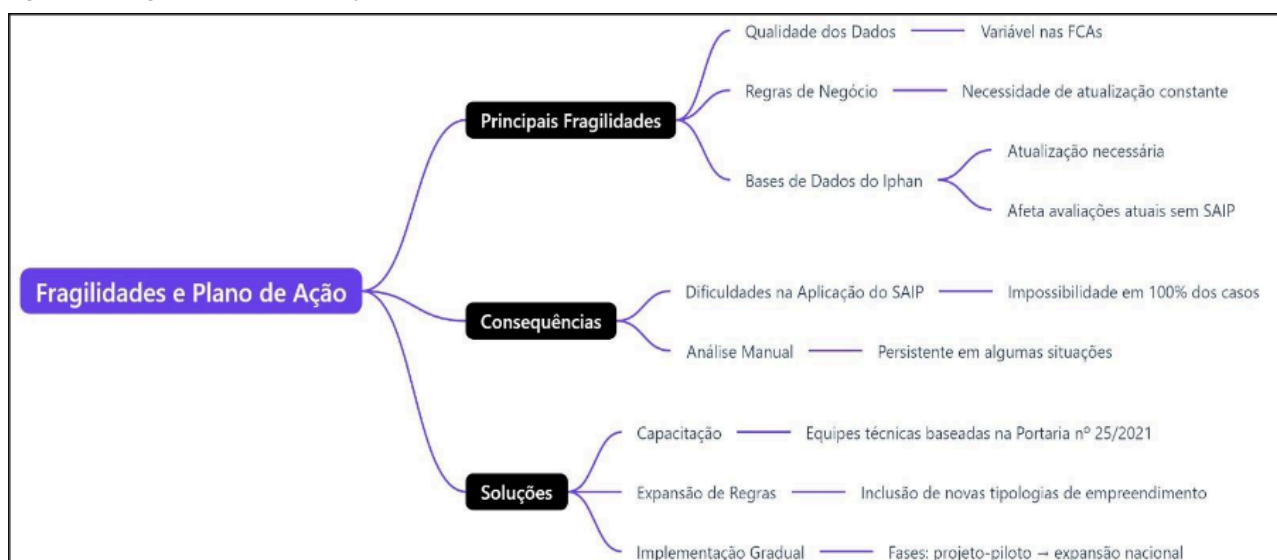 Fragilidades e Plano de Ação
Principais Fragilidades
Qualidade dos Dados
Variável nas FCAs
Regras de Negócio
Necessidade de atualização constante
Bases de Dados do Iphan
Atualização necessária
Afeta avaliações atuais sem SAIP
Consequências
Dificuldades na Aplicação do SAIP
Impossibilidade em 100% dos casos
Análise Manual
Persistente em algumas situações
Soluções
Capacitação
Equipes técnicas baseadas na Portaria nº 25/2021
Expansão de Regras
Inclusão de novas tipologias de empreendimento
Implementação Gradual
Fases: projeto-piloto → expansão nacional